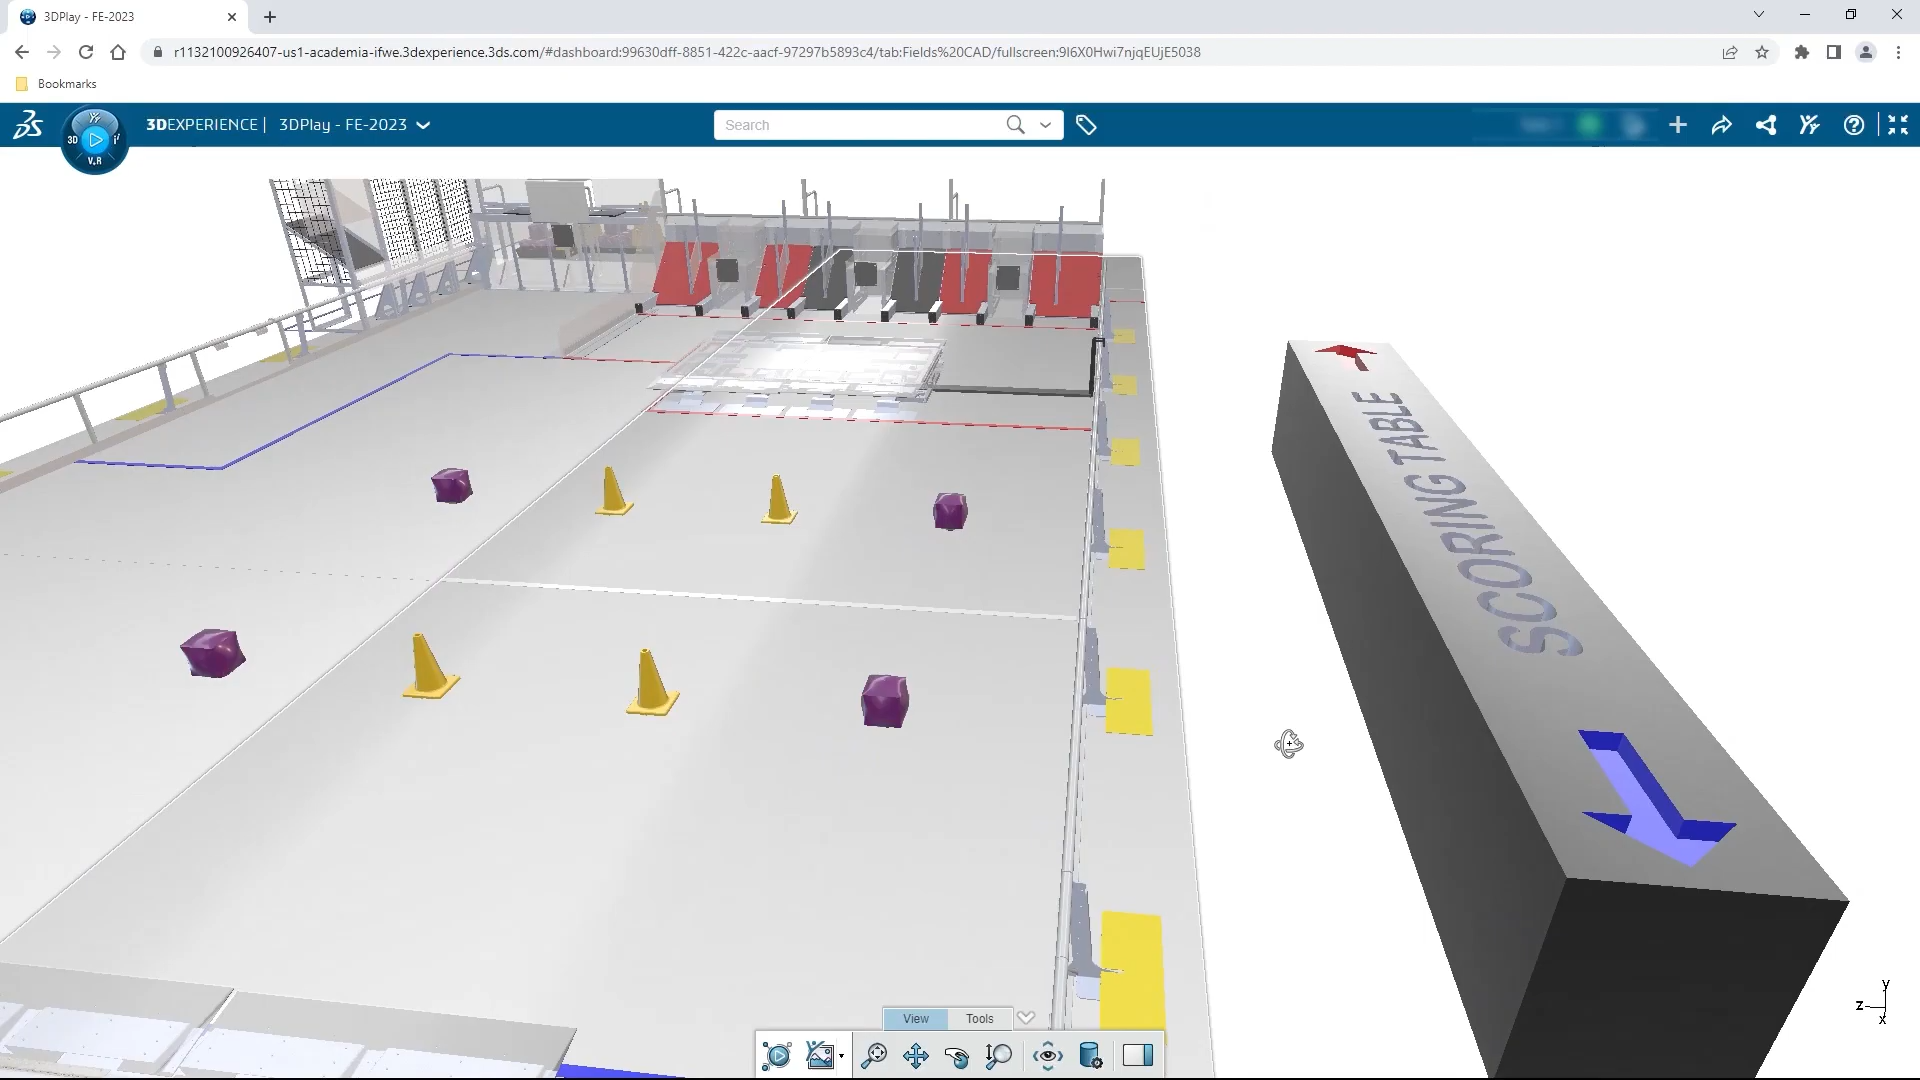 3DPlay - FE-2023
r1132100926407-us1-academia-ifwe.3dexperience.3ds.com/#dashboard:99630dff-8851-422c-aacf-97297b5893c4/tab:Fields%20CAD/fullscreen:9I6X0Hwi7njqEUjE5038
Bookmarks
3D V.R
3DEXPERIENCE | 3DPlay - FE-2023
Search
SCORING TABLE
y
z
x
View Tools